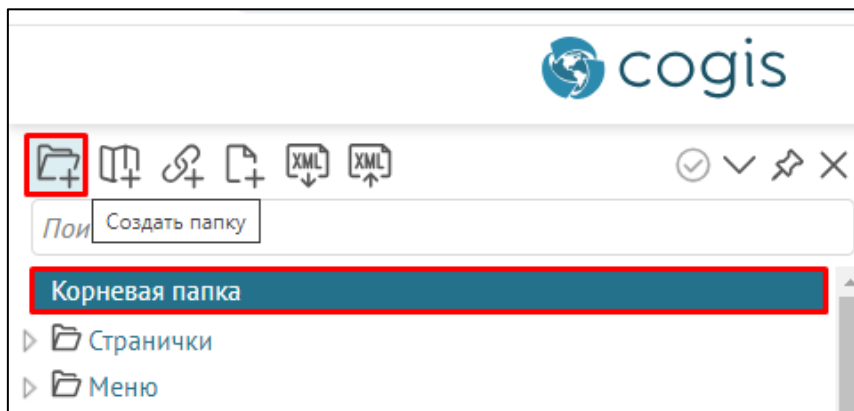 cogis
XML XML
Пои
Создать папку
Корневая папка
Странички
Меню